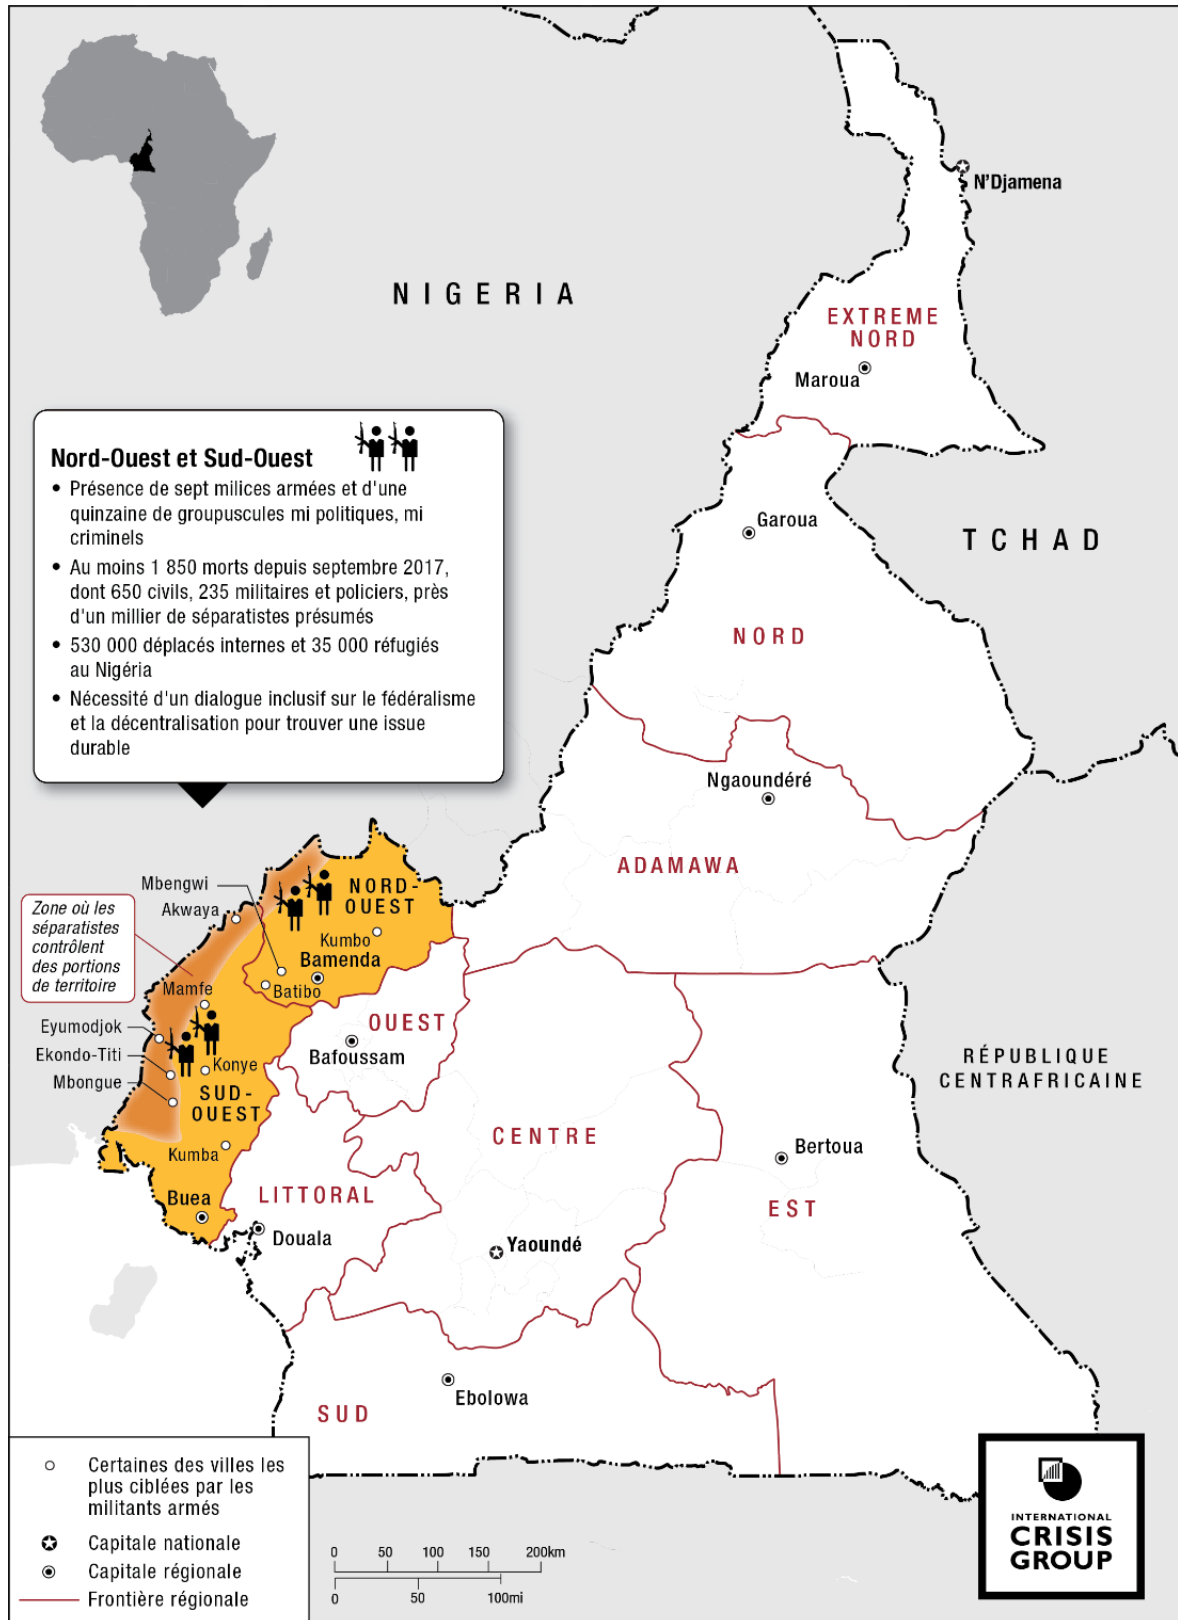 N'Djamena
NIGERIA
EXTREME
NORD
Maroua
Nord-Ouest et Sud-Ouest
• Présence de sept milices armées et d'une
quinzaine de groupuscules mi politiques, mi
criminels
• Au moins 1 850 morts depuis septembre 2017,
dont 650 civils, 235 militaires et policiers, près
d'un millier de séparatistes présumés
• 530 000 déplacés internes et 35 000 réfugiés
au Nigéria
• Nécessité d'un dialogue inclusif sur le fédéralisme
et la décentralisation pour trouver une issue
durable
Garoua
TCHAD
NORD
Ngaoundéré
ADAMAWA
Mbengwi
Akwaya
NORD-
OUEST
Zone où les
séparatistes
contrôlent
des portions
de territoire
Kumbo
Bamenda
Batibo
Mamfe
Eyumodjok
Ekondo-Titi
Mbongue
Konye
SUD-
OUEST
OUEST
Bafoussam
RÉPUBLIQUE
CENTRAFRICAINE
CENTRE
Kumba
Bertoua
Buea
LITTORAL
EST
Douala
Yaoundé
Ebolowa
SUD
Certaines des villes les
plus ciblées par les
militants armés
Capitale nationale
Capitale régionale
Frontière régionale
0 50 100 150 200km
0 50 100mi
INTERNATIONAL
CRISIS
GROUP